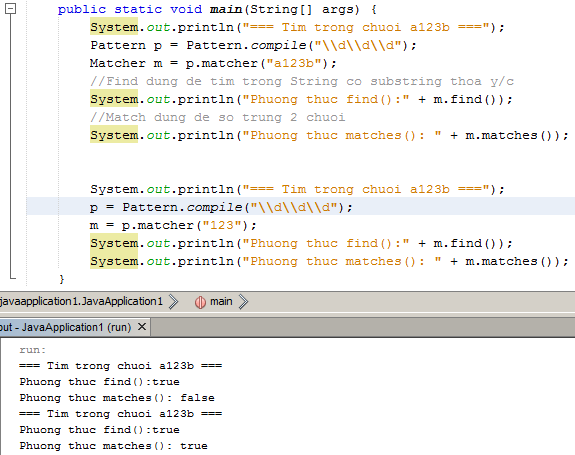 public static void main(String[] args) {
System.out.println("=== Tim trong chuoi a123b ===");
Pattern p = Pattern.compile("\\d\\d\\d");
Matcher m = p.matcher("a123b");
//Find dung de tim trong String co substring thoa y/c
System.out.println("Phuong thuc find():" + m.find());
//Match dung de so trung 2 chuoi
System.out.println("Phuong thuc matches(): " + m.matches());
System.out.println("=== Tim trong chuoi a123b ===");
p = Pattern.compile("\\d\\d\\d");
m = p.matcher("123");
System.out.println("Phuong thuc find():" + m.find());
System.out.println("Phuong thuc matches(): " + m.matches());
}
javaapplication1.JavaApplication1 main
out - JavaApplication1 (run)
run:
=== Tim trong chuoi a123b ===
Phuong thuc find():true
Phuong thuc matches(): false
=== Tim trong chuoi a123b ===
Phuong thuc find():true
Phuong thuc matches(): true